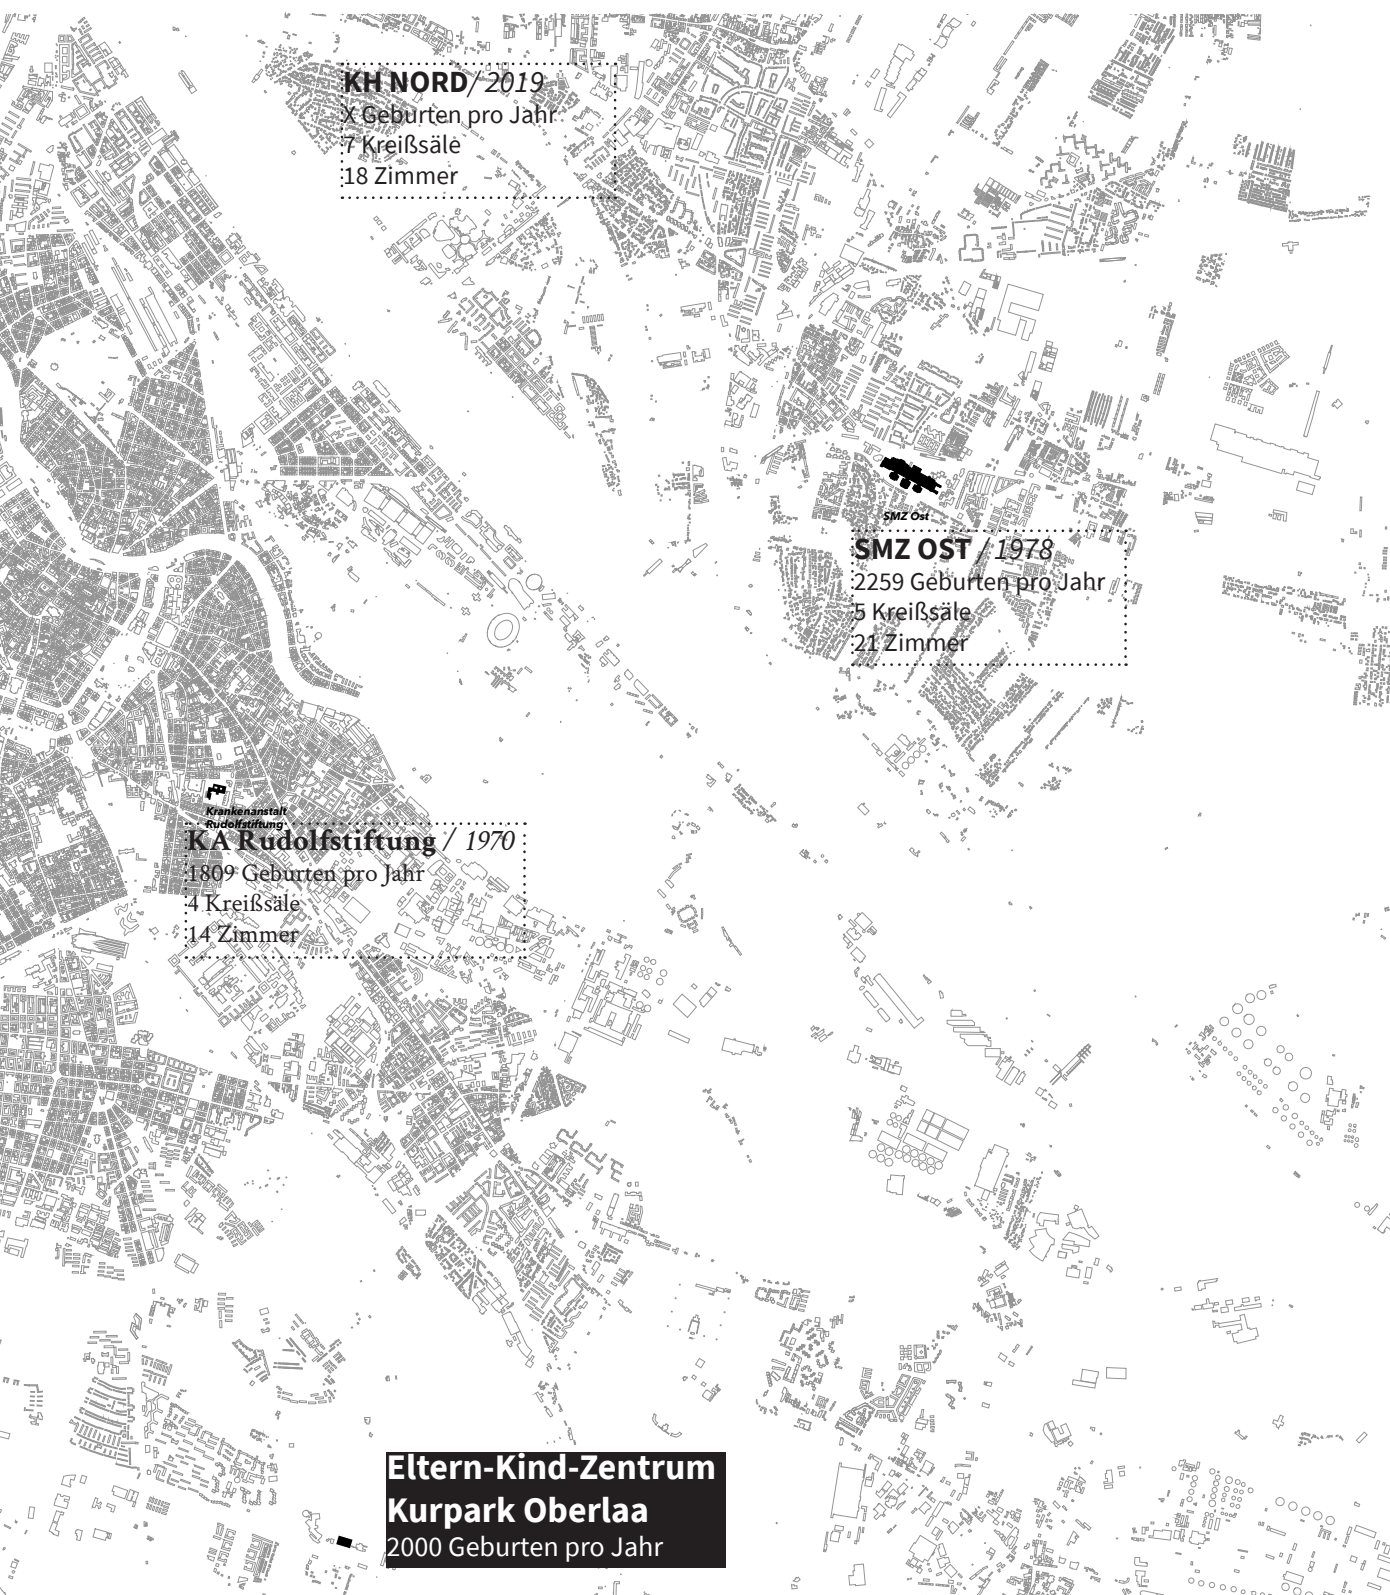 KH NORD/ 2019
X Geburten pro Jahr
7 Kreißsäle
18 Zimmer
SMZ Ost
SMZ OST / 1978
2259 Geburten pro Jahr
5 Kreißsäle
21 Zimmer
Krankenanstalt
Rudolfstiftung
KA Rudolfstiftung / 1970
1809 Geburten pro Jahr
4 Kreißsäle
14 Zimmer
Eltern-Kind-Zentrum
Kurpark Oberlaa
2000 Geburten pro Jahr